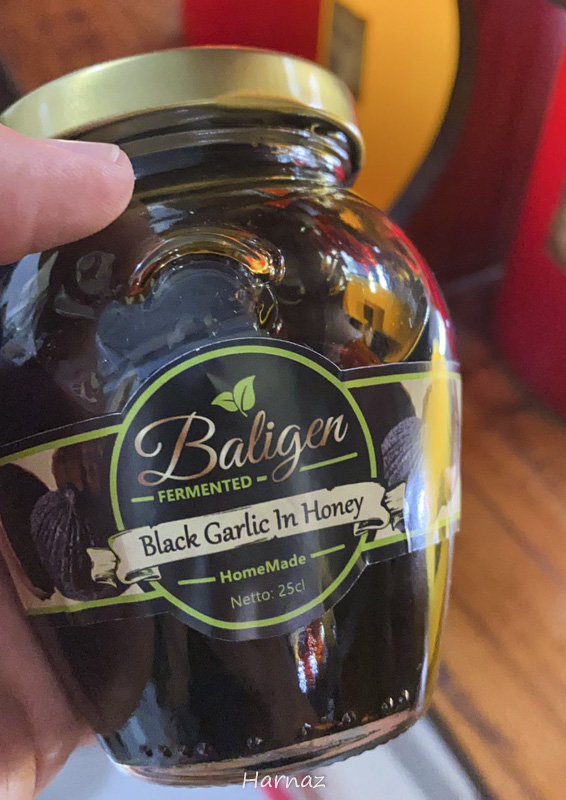 Baligen
FERMENTED
Black Garlic In Honey
HomeMade
Netto: 25cl
Harnaz